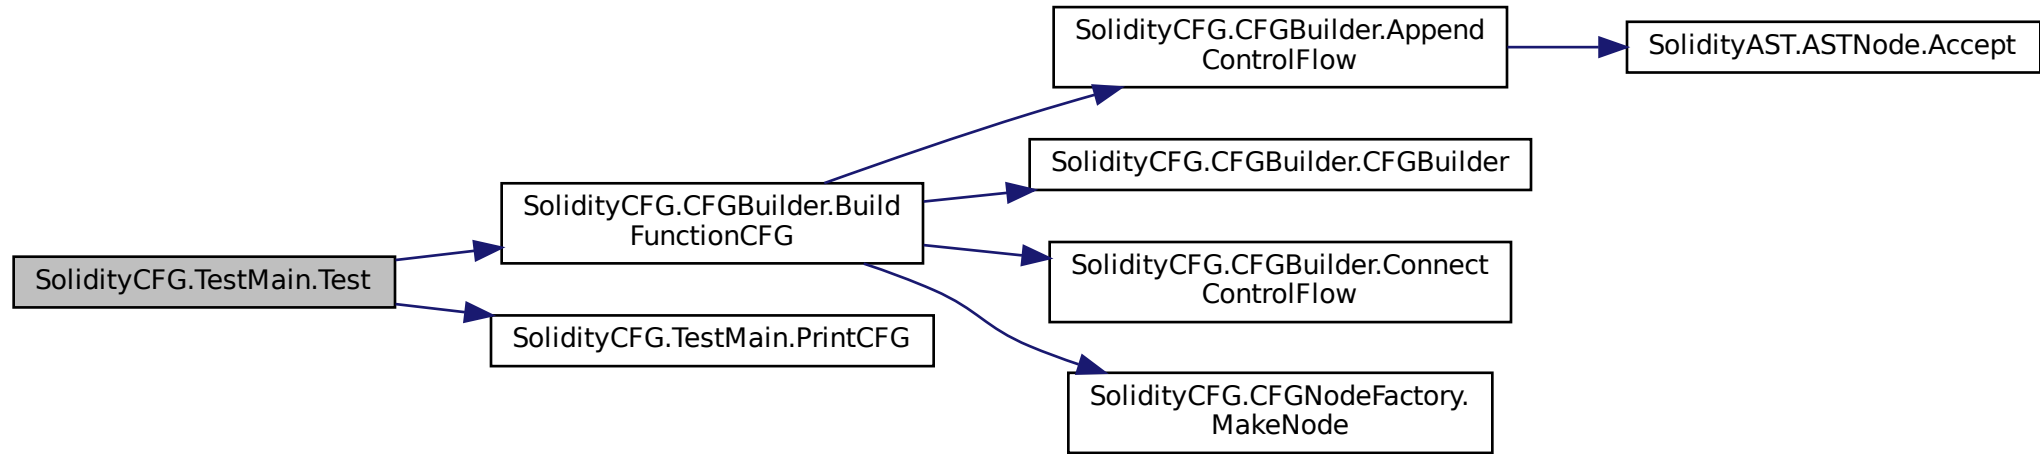 SolidityCFG.TestMain.Test
SolidityCFG.CFGBuilder.Build
FunctionCFG
SolidityCFG.TestMain.PrintCFG
SolidityCFG.CFGBuilder.Append
ControlFlow
SolidityCFG.CFGBuilder.CFGBuilder
SolidityCFG.CFGBuilder.Connect
ControlFlow
SolidityCFG.CFGNodeFactory.
MakeNode
SolidityAST.ASTNode.Accept